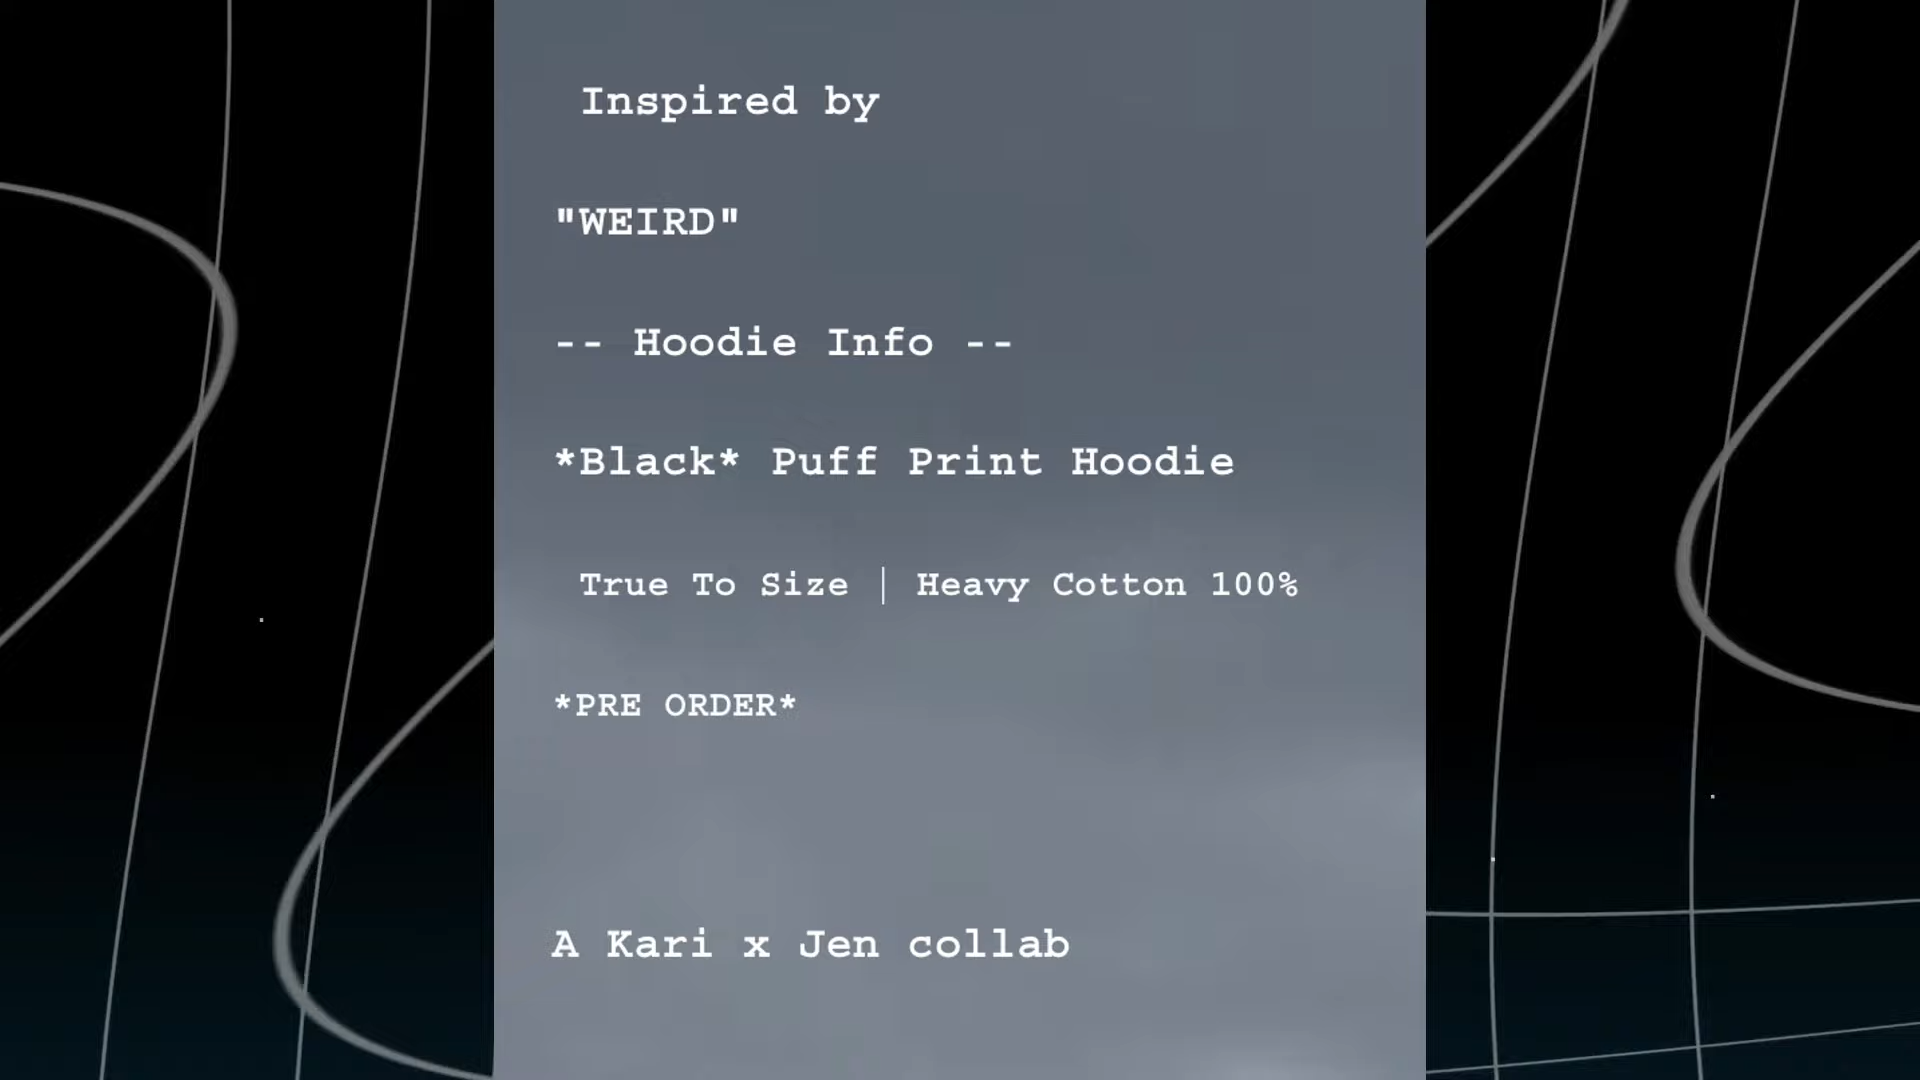 Inspired by
"WEIRD"
-- Hoodie Info --
*Black* Puff Print Hoodie
True To Size | Heavy Cotton 100%
*PRE ORDER*
A Kari x Jen collab